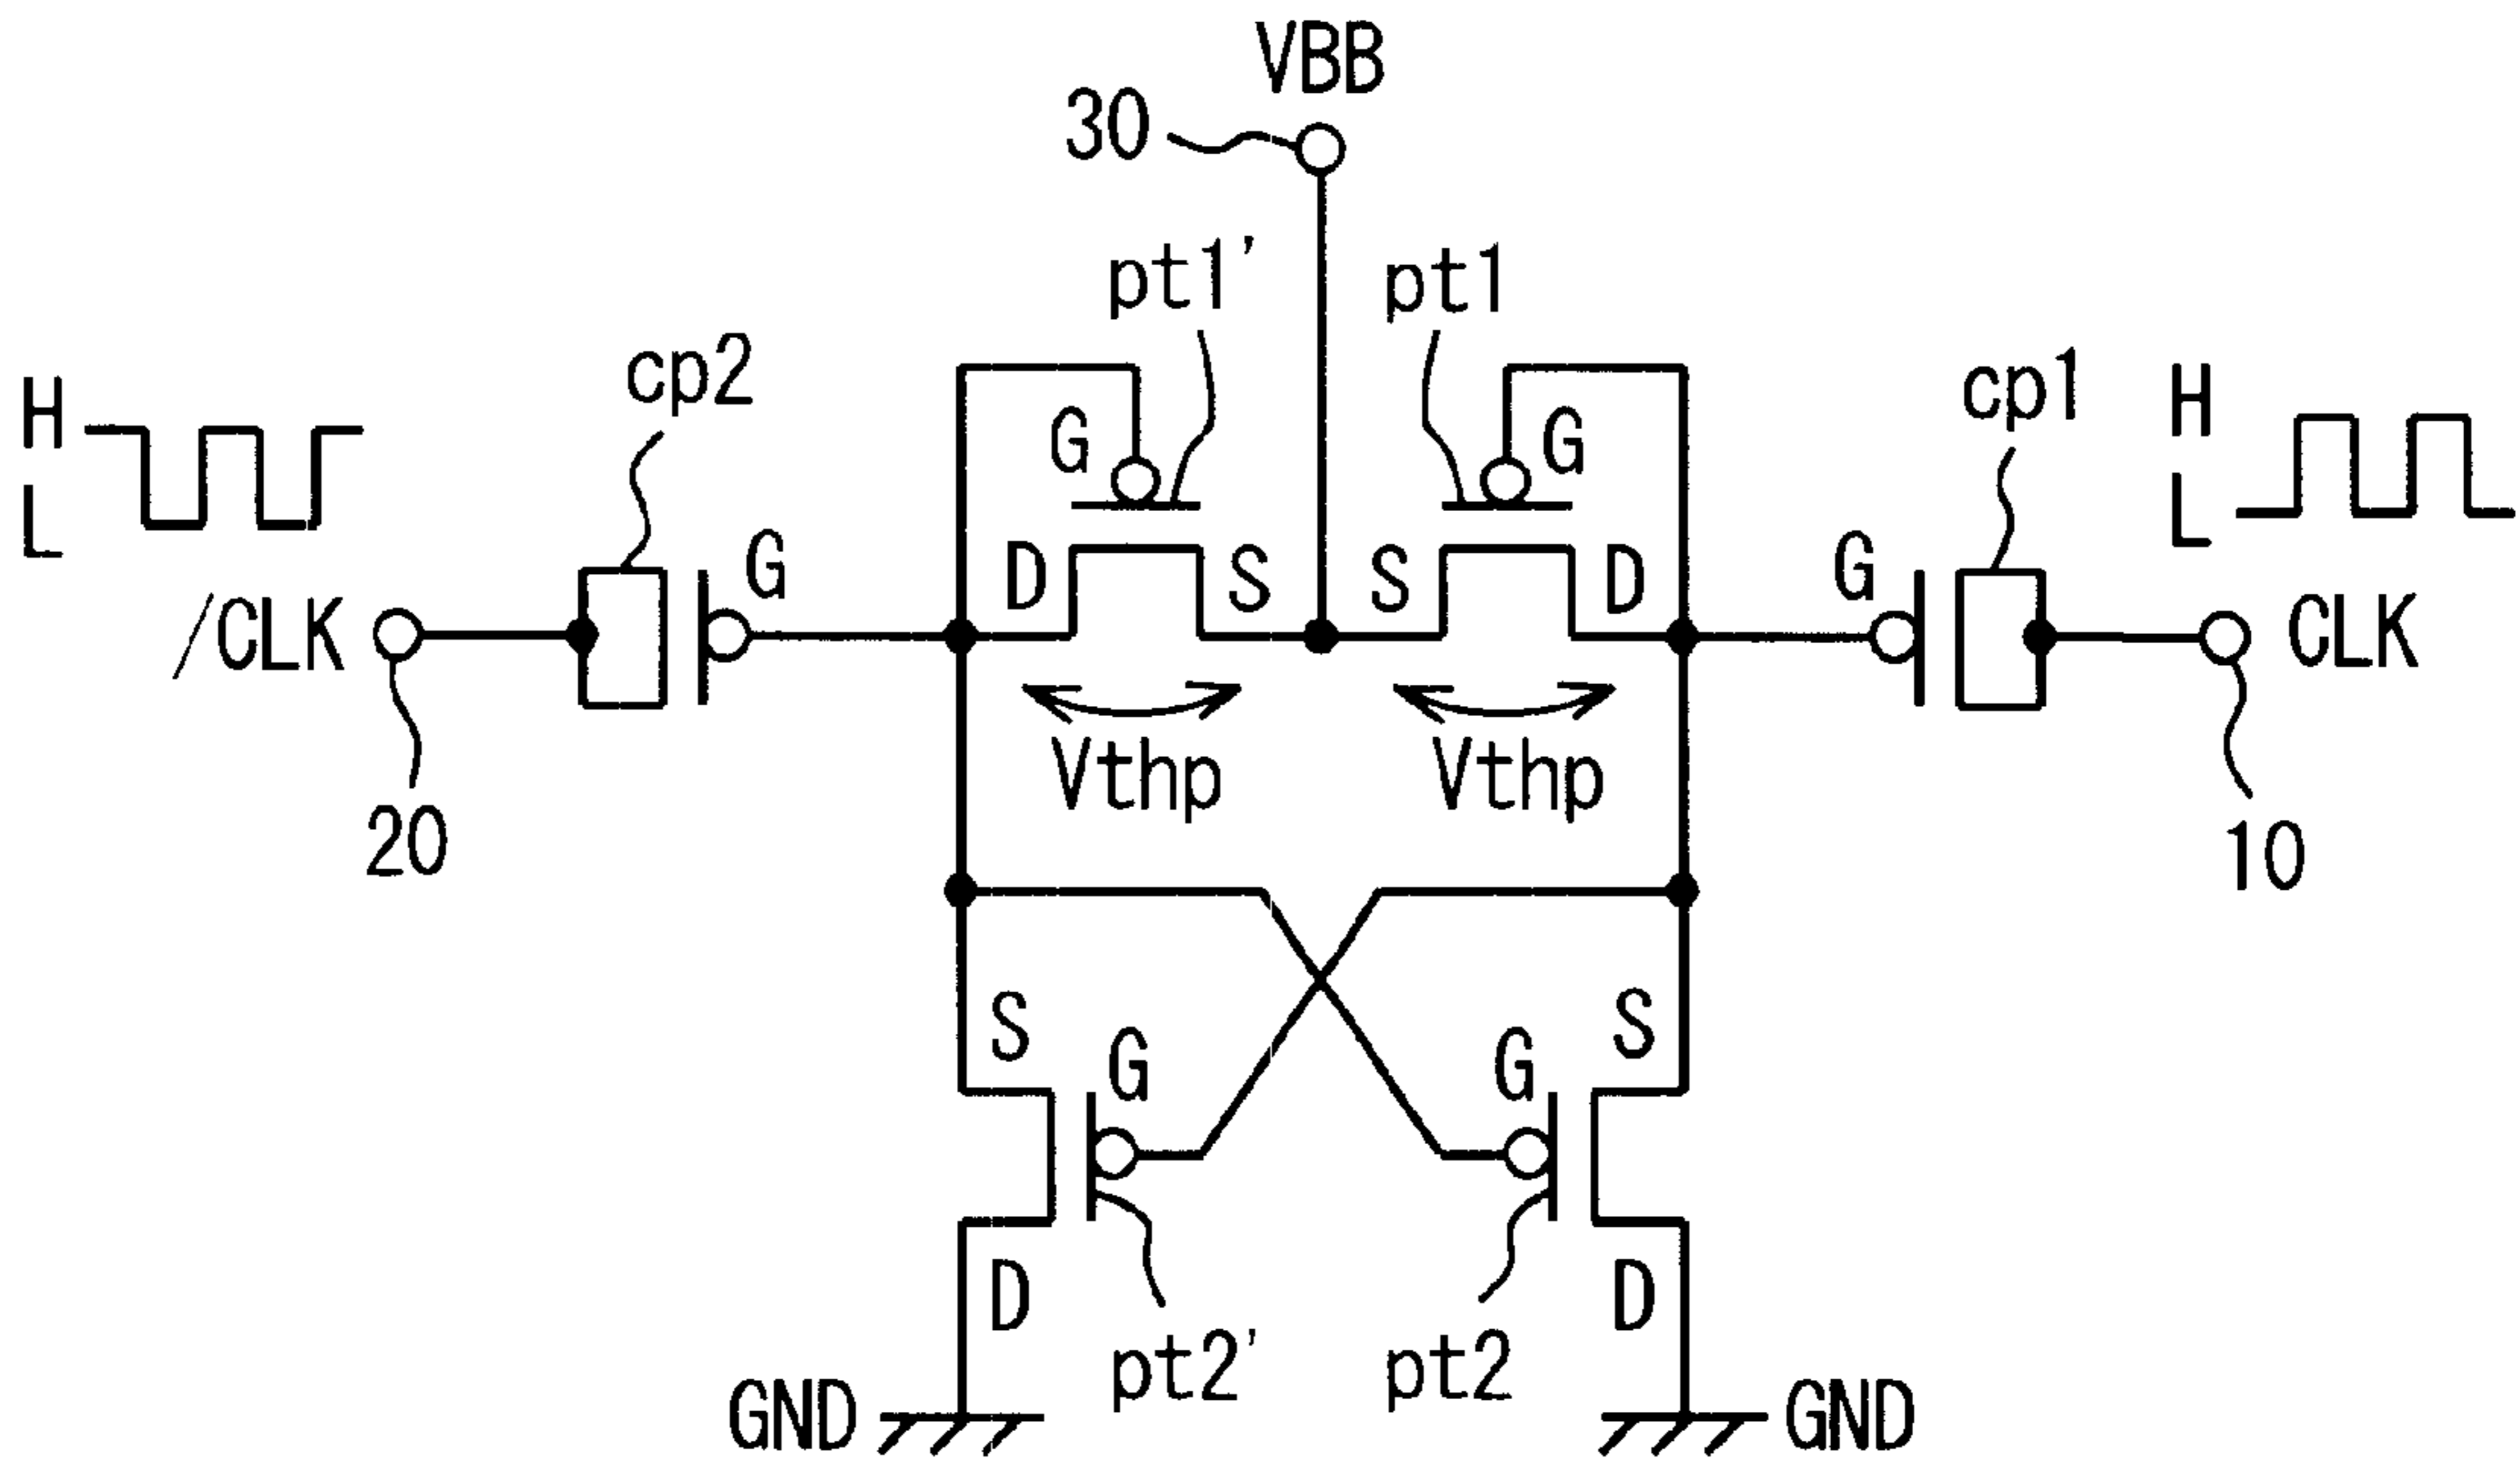 VBB
30
pt1'
pt1
cp2
cp1
H
H
G
G
L
L
G
G
D
S
S
D
/CLK
CLK
Vthp
Vthp
20
10
S
S
G
G
D
D
pt2'
pt2
GND
GND